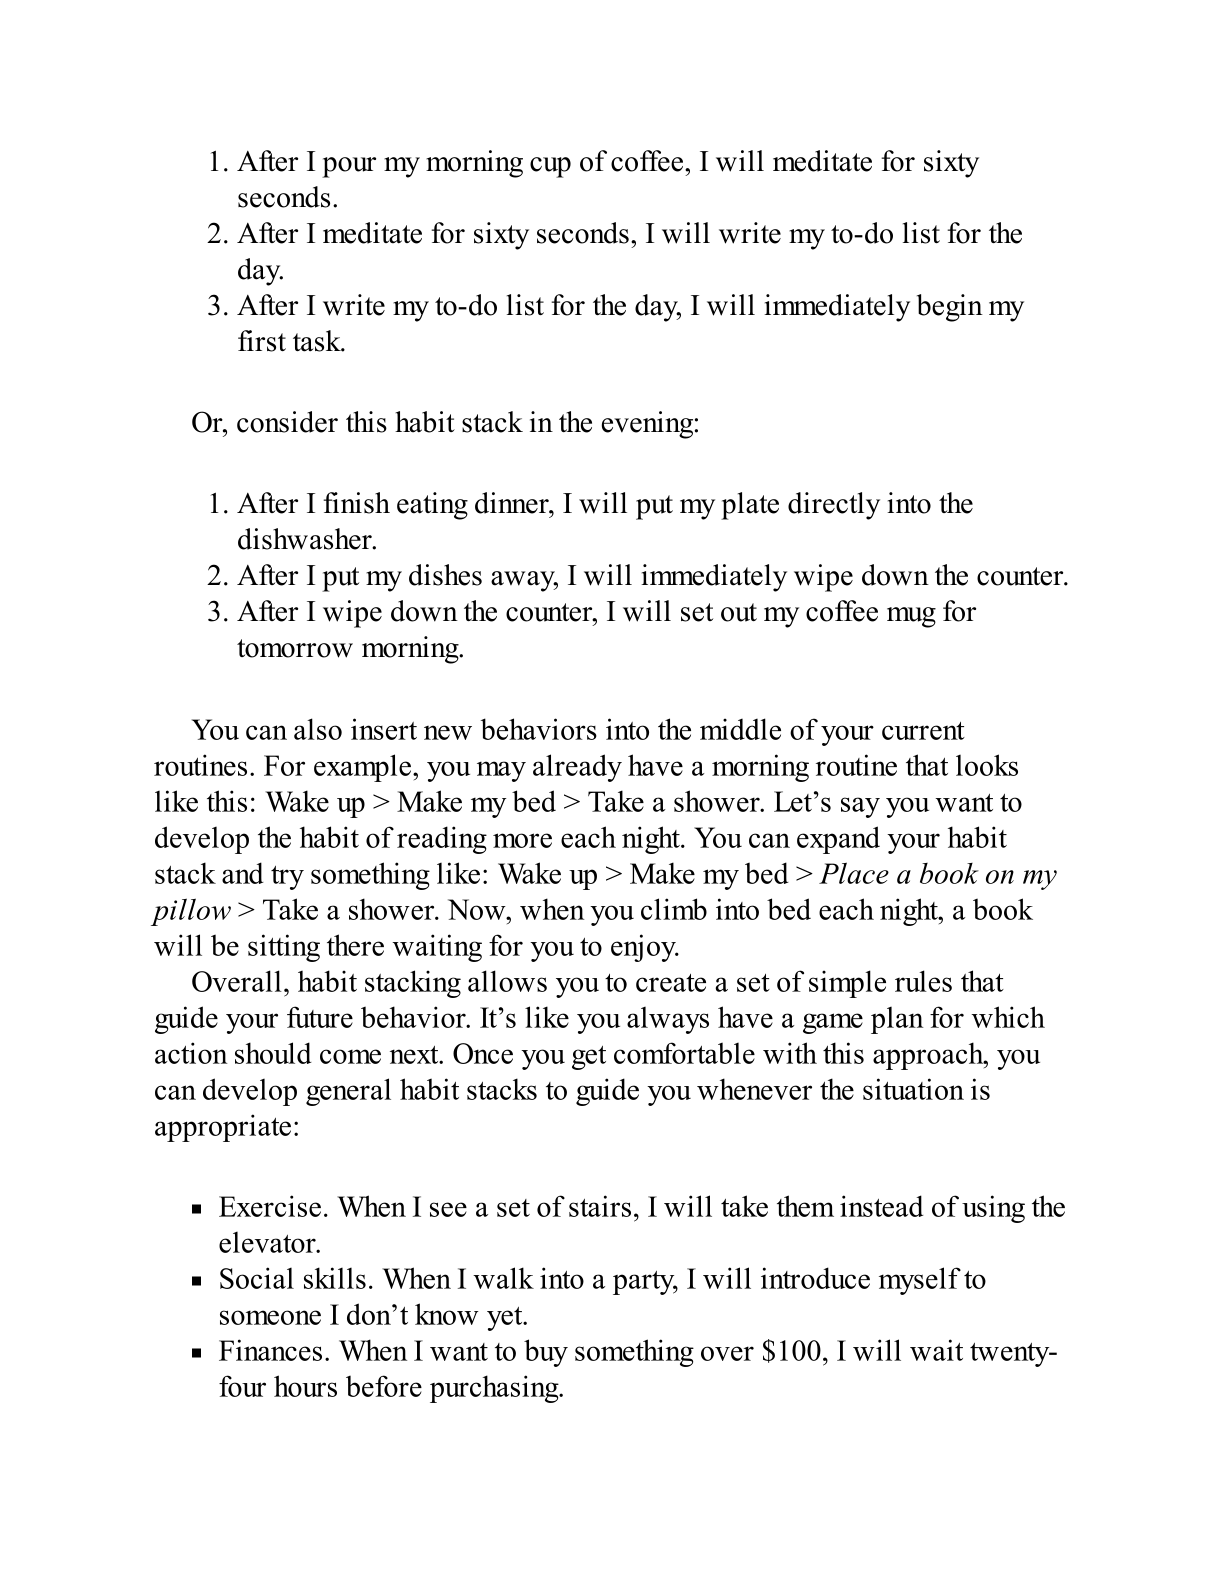 1. After I pour my morning cup of coffee, I will meditate for sixty
seconds.
2. After I meditate for sixty seconds, I will write my to-do list for the
day.
3. After I write my to-do list for the day, I will immediately begin my
first task.
Or, consider this habit stack in the evening:
1. After I finish eating dinner, I will put my plate directly into the
dishwasher.
2. After I put my dishes away, I will immediately wipe down the counter.
3. After I wipe down the counter, I will set out my coffee mug for
tomorrow morning.
You can also insert new behaviors into the middle of your current
routines. For example, you may already have a morning routine that looks
like this: Wake up > Make my bed > Take a shower. Let’s say you want to
develop the habit of reading more each night. You can expand your habit
stack and try something like: Wake up > Make my bed > Place a book on my
pillow > Take a shower. Now, when you climb into bed each night, a book
will be sitting there waiting for you to enjoy.
Overall, habit stacking allows you to create a set of simple rules that
guide your future behavior. It’s like you always have a game plan for which
action should come next. Once you get comfortable with this approach, you
can develop general habit stacks to guide you whenever the situation is
appropriate:
▪ Exercise. When I see a set of stairs, I will take them instead of using the
elevator.
▪ Social skills. When I walk into a party, I will introduce myself to
someone I don’t know yet.
▪ Finances. When I want to buy something over $100, I will wait twenty-
four hours before purchasing.